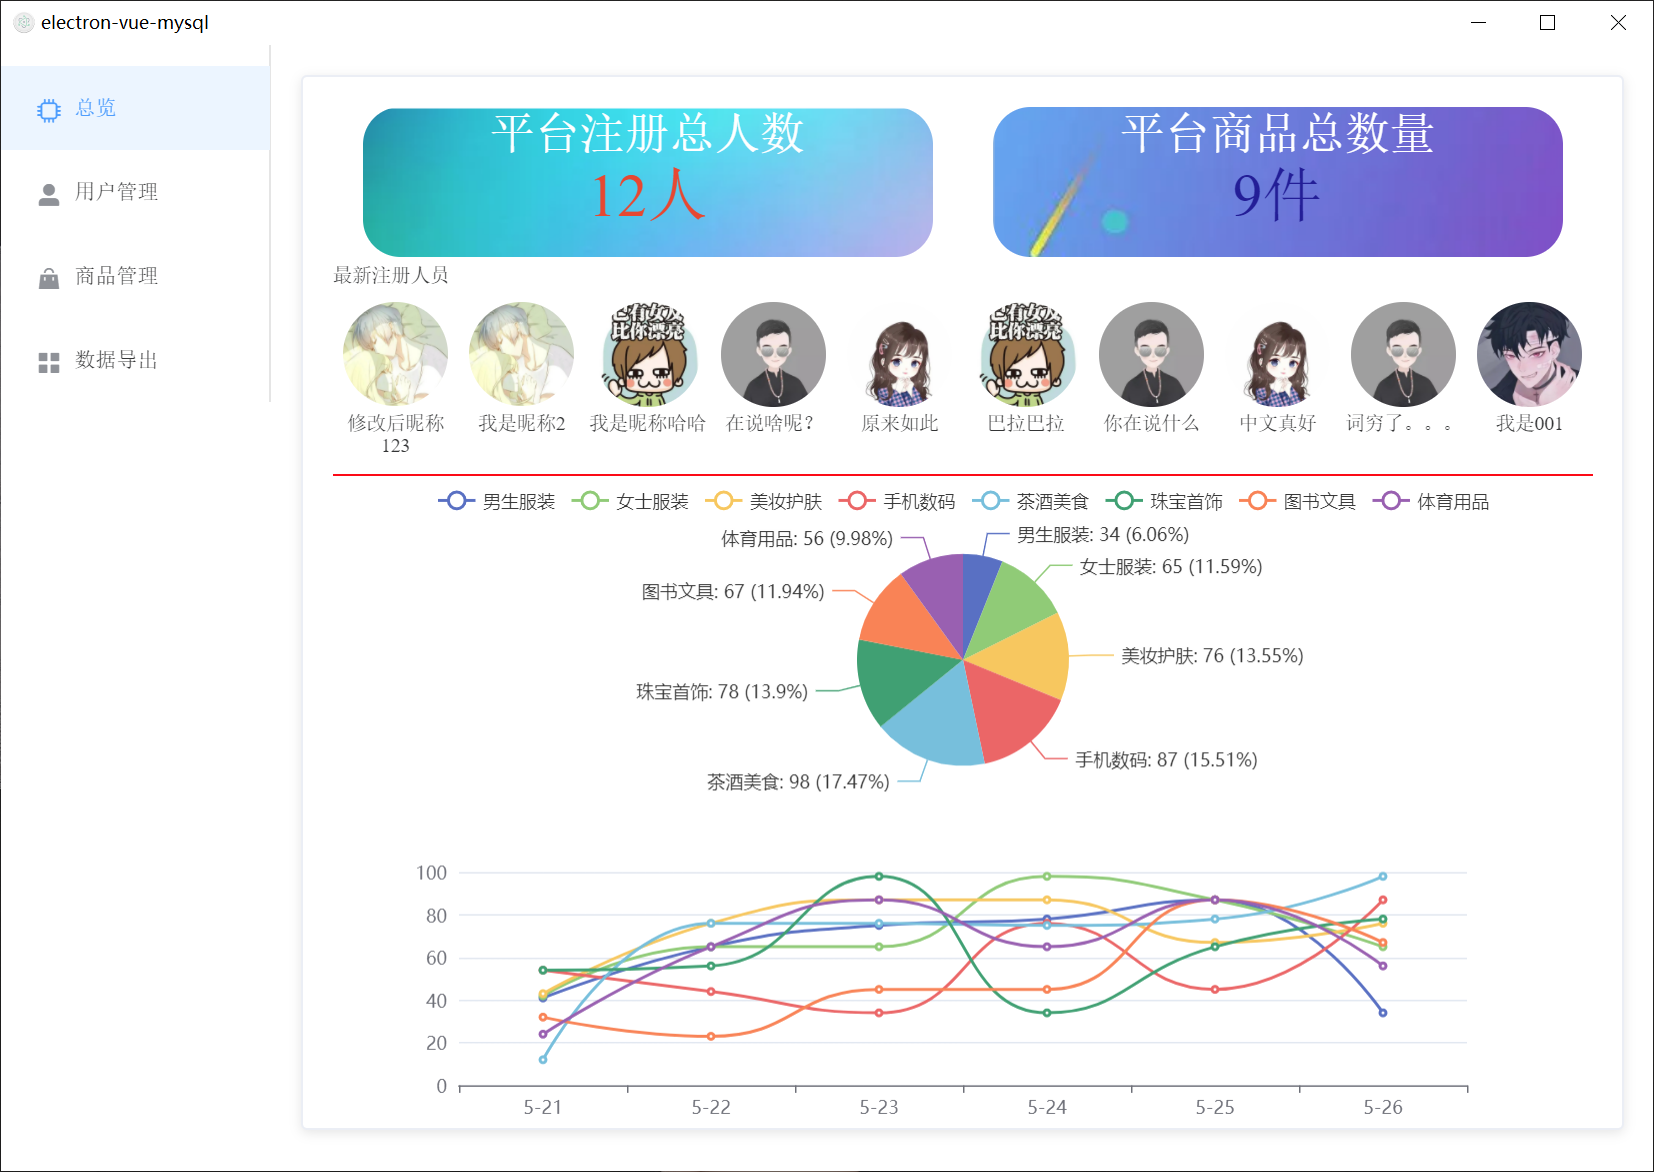 electron-vue-mysql
总览
用户管理
商品管理
数据导出
平台注册总人数
12人
平台商品总数量
9件
最新注册人员
已有女人
比你漂亮
修改后昵称
123
我是昵称2
我是昵称哈哈
在说啥呢?
原来如此
巴拉巴拉
你在说什么
中文真好
词穷了。。。
我是001
男生服装 女士服装 美妆护肤 手机数码 茶酒美食 珠宝首饰 图书文具 体育用品
体育用品: 56 (9.98%)
男生服装: 34 (6.06%)
女士服装: 65 (11.59%)
图书文具: 67 (11.94%)
美妆护肤: 76 (13.55%)
珠宝首饰: 78 (13.9%)
手机数码: 87 (15.51%)
茶酒美食: 98 (17.47%)
100
80
60
40
20
0
5-21 5-22 5-23 5-24 5-25 5-26